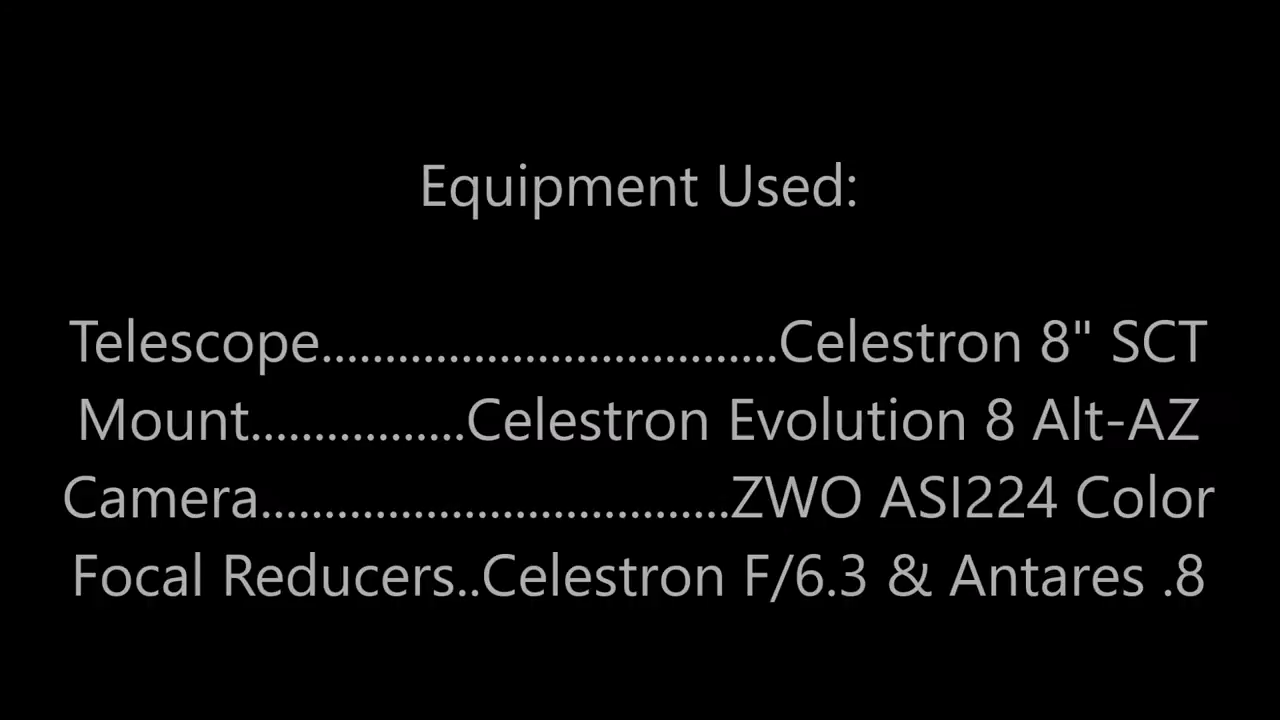 Equipment Used:
Telescope....................................Celestron 8" SCT
Mount.................Celestron Evolution 8 Alt-AZ
Camera.....................................ZWO ASI224 Color
Focal Reducers..Celestron F/6.3 & Antares .8